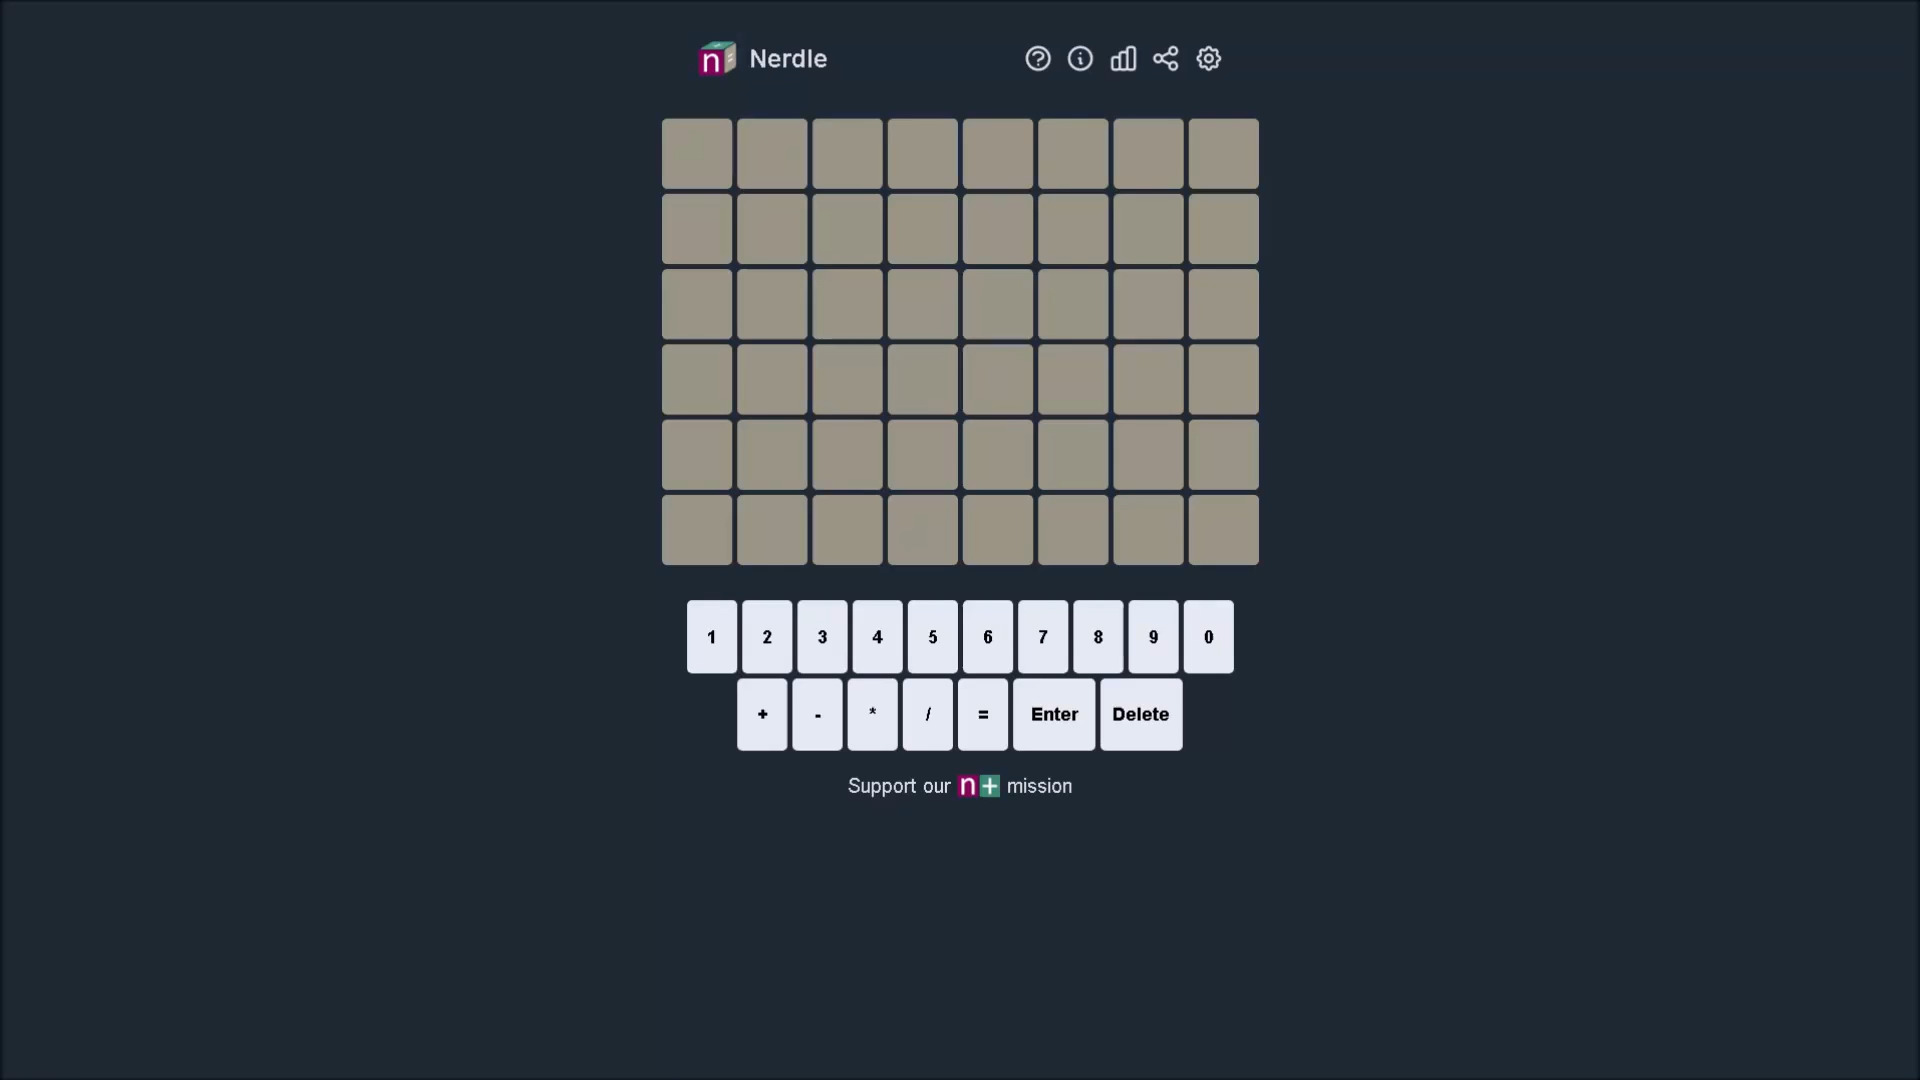 n Nerdle
1 2 3 4 5 6 7 8 9 0
+ - * / = Enter Delete
Support our n+ mission